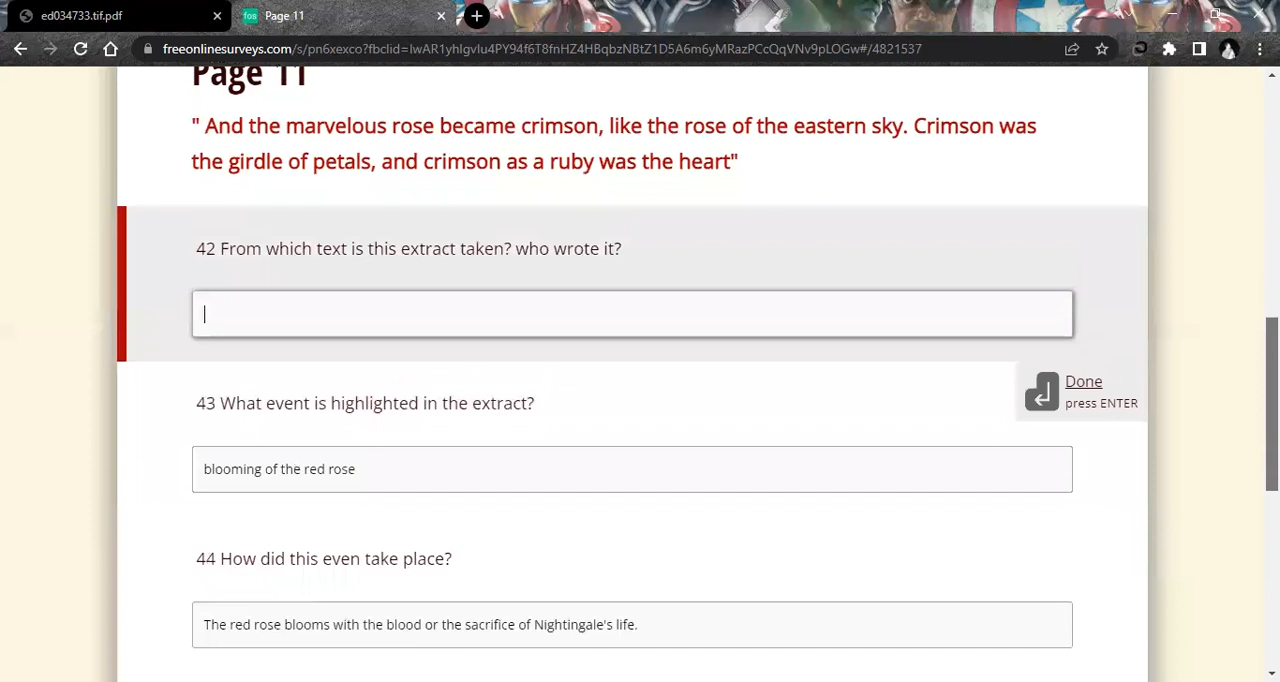 ed034733.tif.pdf
fos Page 11
freeonlinesurveys.com/s/pn6xexco?fbclid=IwAR1yhlgvlu4PY94f6T8fnHZ4HBqbzNBtZ1D5A6m6yMRazPCcQqVNv9pLOGw#/4821537
Page 11
" And the marvelous rose became crimson, like the rose of the eastern sky. Crimson was
the girdle of petals, and crimson as a ruby was the heart"
42 From which text is this extract taken? who wrote it?
Done
press ENTER
43 What event is highlighted in the extract?
blooming of the red rose
44 How did this even take place?
The red rose blooms with the blood or the sacrifice of Nightingale's life.